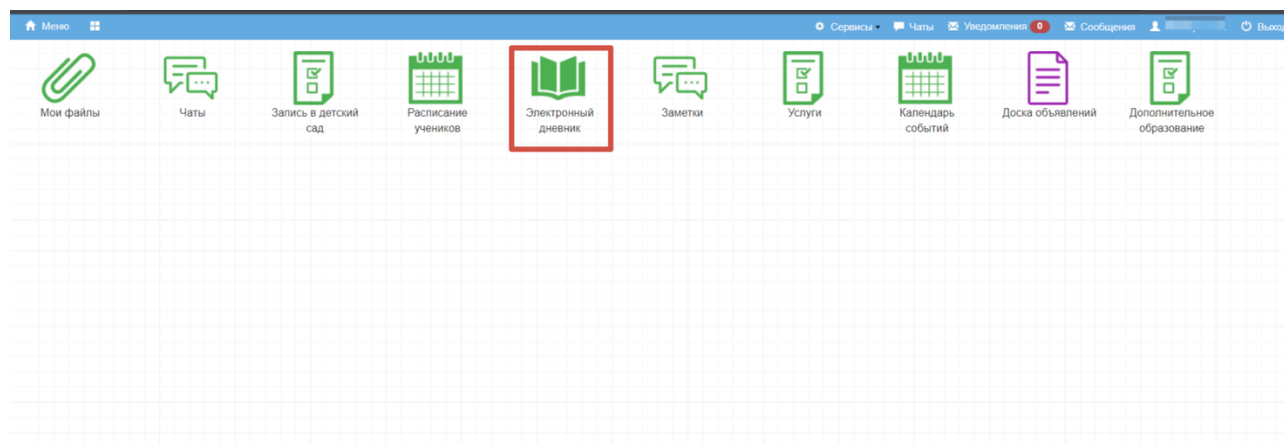 Меню
Сервисы
Чаты
Уведомления 0
Сообщения
Выход
Мои файлы
Чаты
Запись в детский
сад
Расписание
учеников
Электронный
дневник
Заметки
Услуги
Календарь
событий
Доска объявлений
Дополнительное
образование